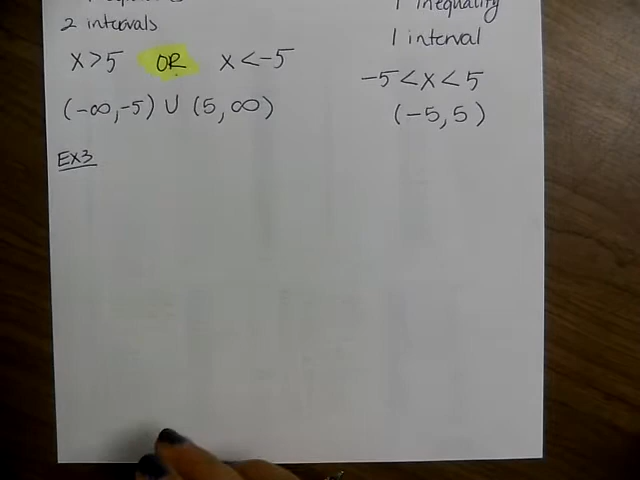 2 intervals
x>5 OR x<-5
(-∞,-5) ∪ (5,∞)
1 inequality
1 interval
-5<x<5
(-5,5)
EX3